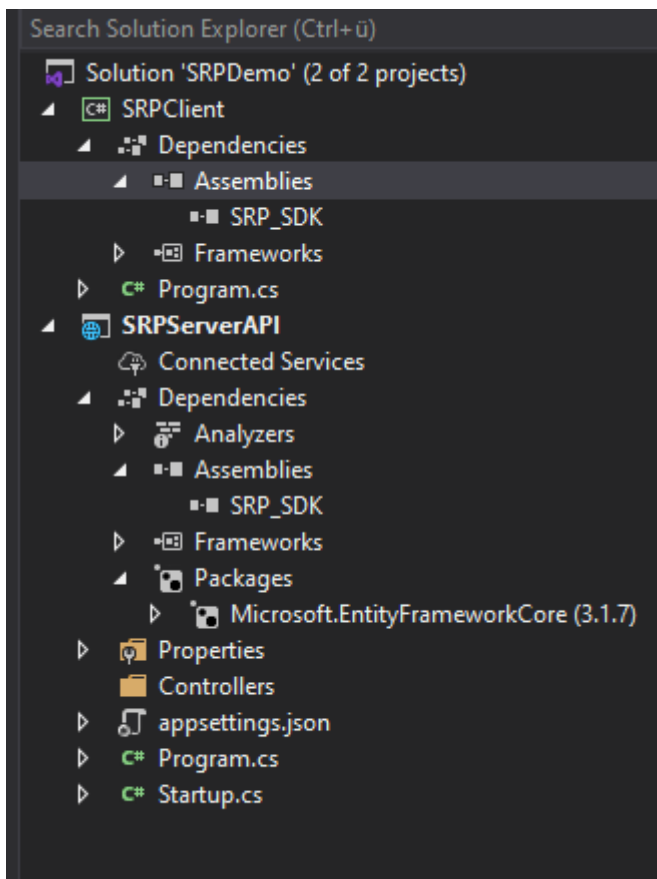 Search Solution Explorer (Ctrl+ü)
Solution 'SRPDemo' (2 of 2 projects)
C# SRPClient
Dependencies
Assemblies
SRP_SDK
Frameworks
C# Program.cs
SRPServerAPI
Connected Services
Dependencies
Analyzers
Assemblies
SRP_SDK
Frameworks
Packages
Microsoft.EntityFrameworkCore (3.1.7)
Properties
Controllers
appsettings.json
C# Program.cs
C# Startup.cs